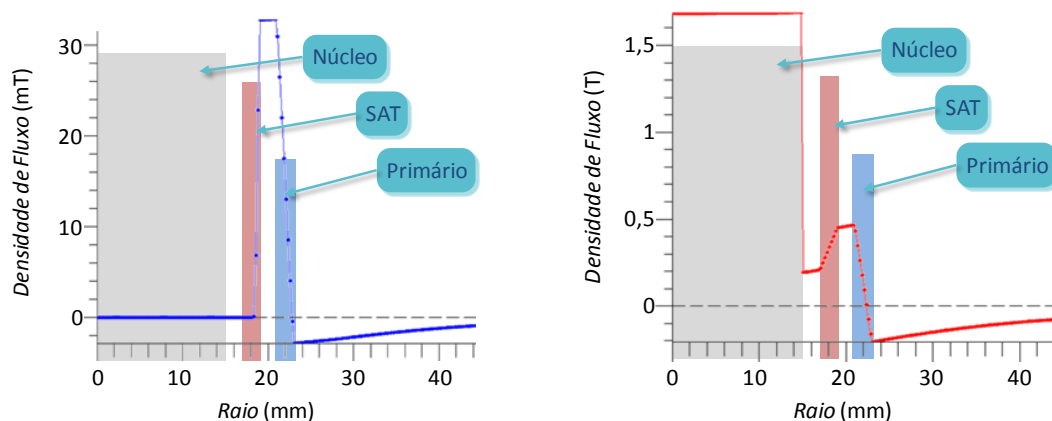 Densidade de Fluxo (mT)
30
20
10
0
Núcleo
SAT
Primário
0 10 20 30 40
Raio (mm)
Densidade de Fluxo (T)
1,5
1
0,5
0
Núcleo
SAT
Primário
0 10 20 30 40
Raio (mm)